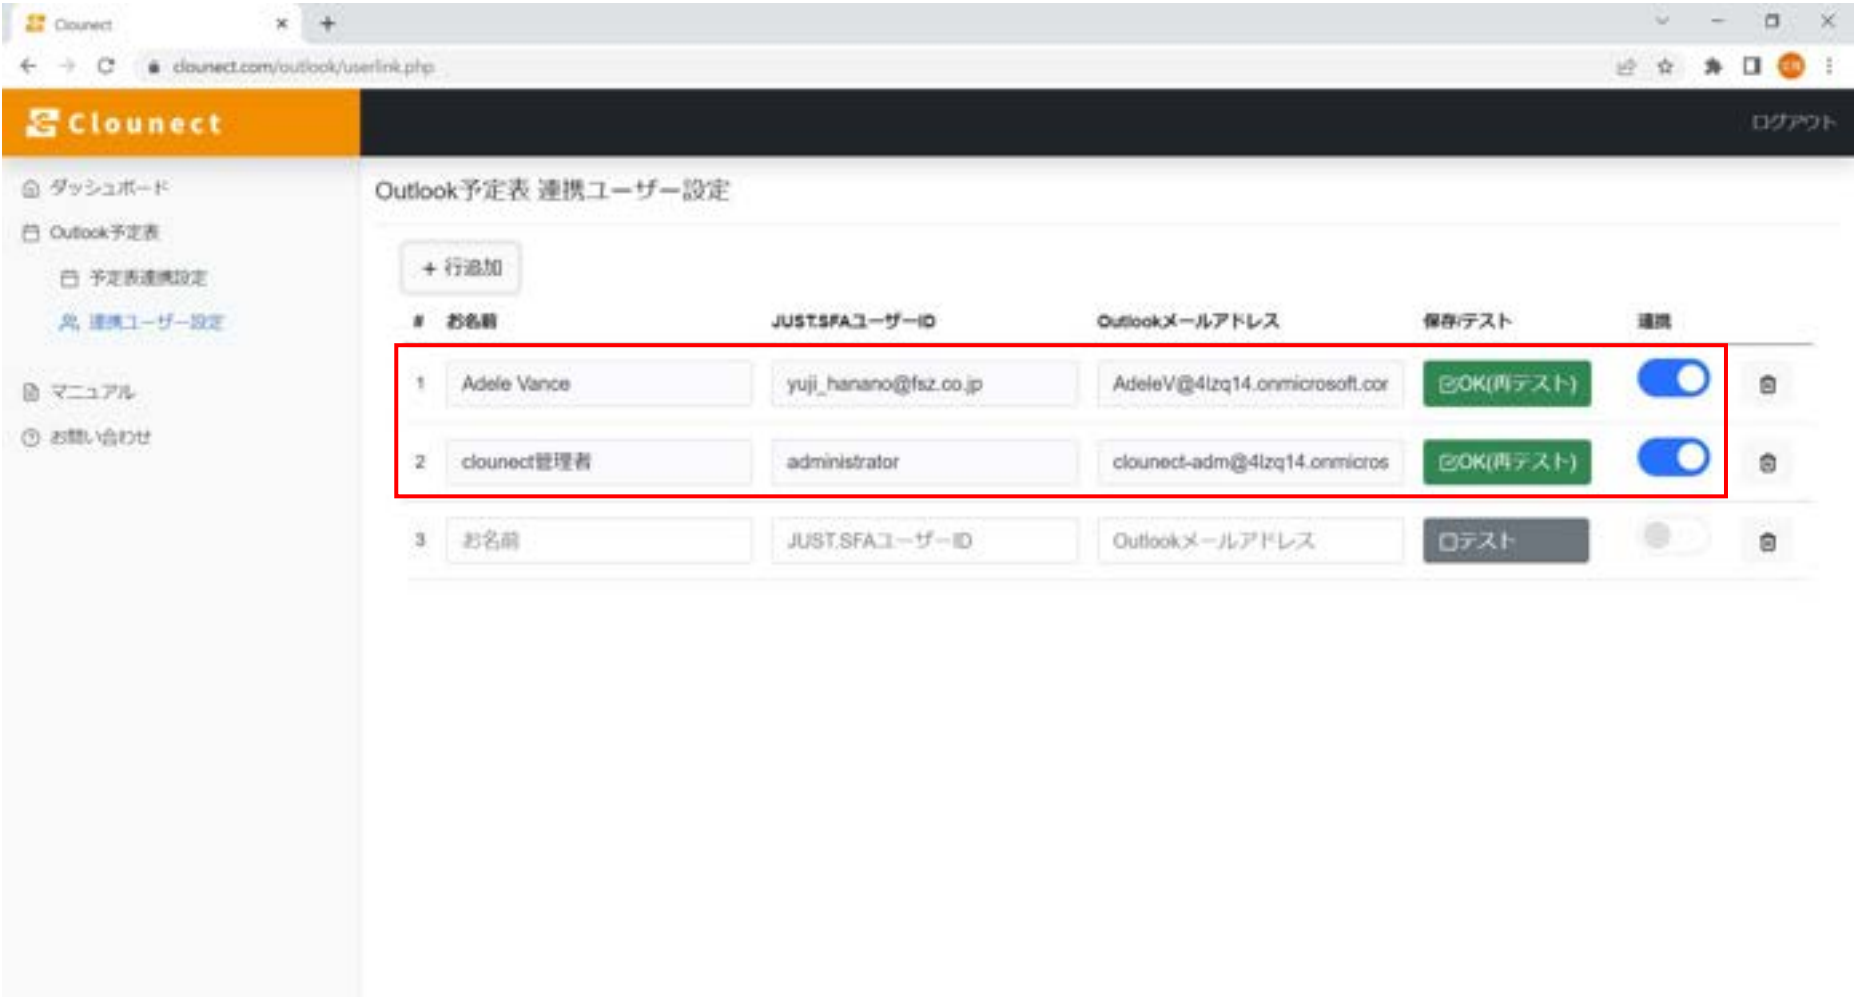 Clounect
clounect.com/outlook/userlink.php
Clounect
ログアウト
ダッシュボード
Outlook予定表
予定表連携設定
連携ユーザー設定
マニュアル
お問い合わせ
Outlook予定表 連携ユーザー設定
+ 行追加
# お名前 JUST.SFAユーザーID Outlookメールアドレス 保存/テスト 連携
1 Adele Vance yuji_hanano@fsz.co.jp AdeleV@4lzq14.onmicrosoft.cor OK(再テスト)
2 clounect管理者 administrator clounect-adm@4lzq14.onmicros OK(再テスト)
3 お名前 JUST.SFAユーザーID Outlookメールアドレス テスト